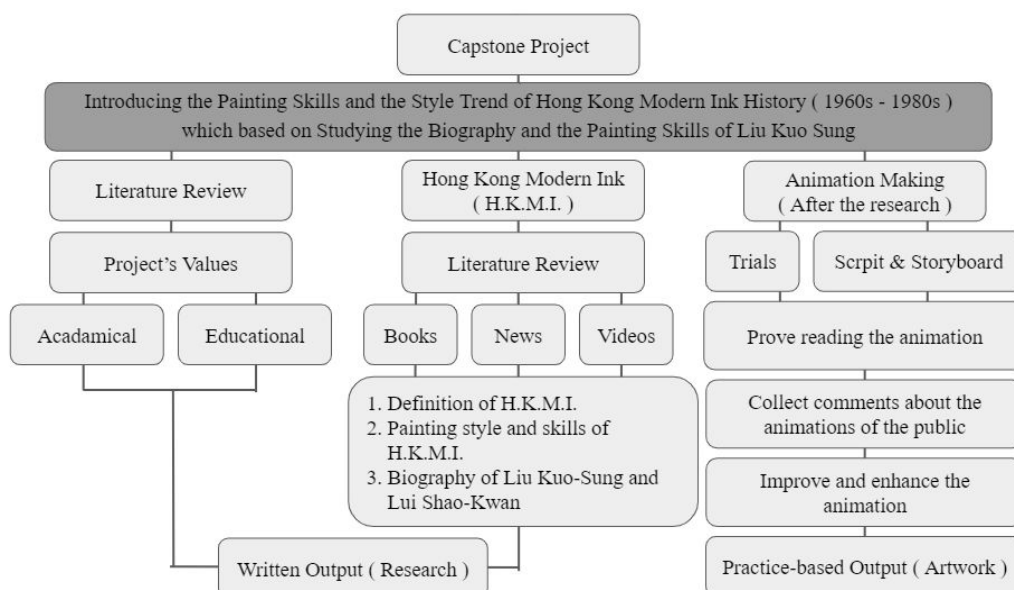 Capstone Project
Introducing the Painting Skills and the Style Trend of Hong Kong Modern Ink History ( 1960s - 1980s )
which based on Studying the Biography and the Painting Skills of Liu Kuo Sung
Literature Review
Hong Kong Modern Ink
( H.K.M.I. )
Animation Making
( After the research )
Project’s Values
Literature Review
Trials
Scrpit & Storyboard
Acadamical
Educational
Books
News
Videos
Prove reading the animation
1. Definition of H.K.M.I.
2. Painting style and skills of
H.K.M.I.
3. Biography of Liu Kuo-Sung and
Lui Shao-Kwan
Collect comments about the
animations of the public
Improve and enhance the
animation
Written Output ( Research )
Practice-based Output ( Artwork )